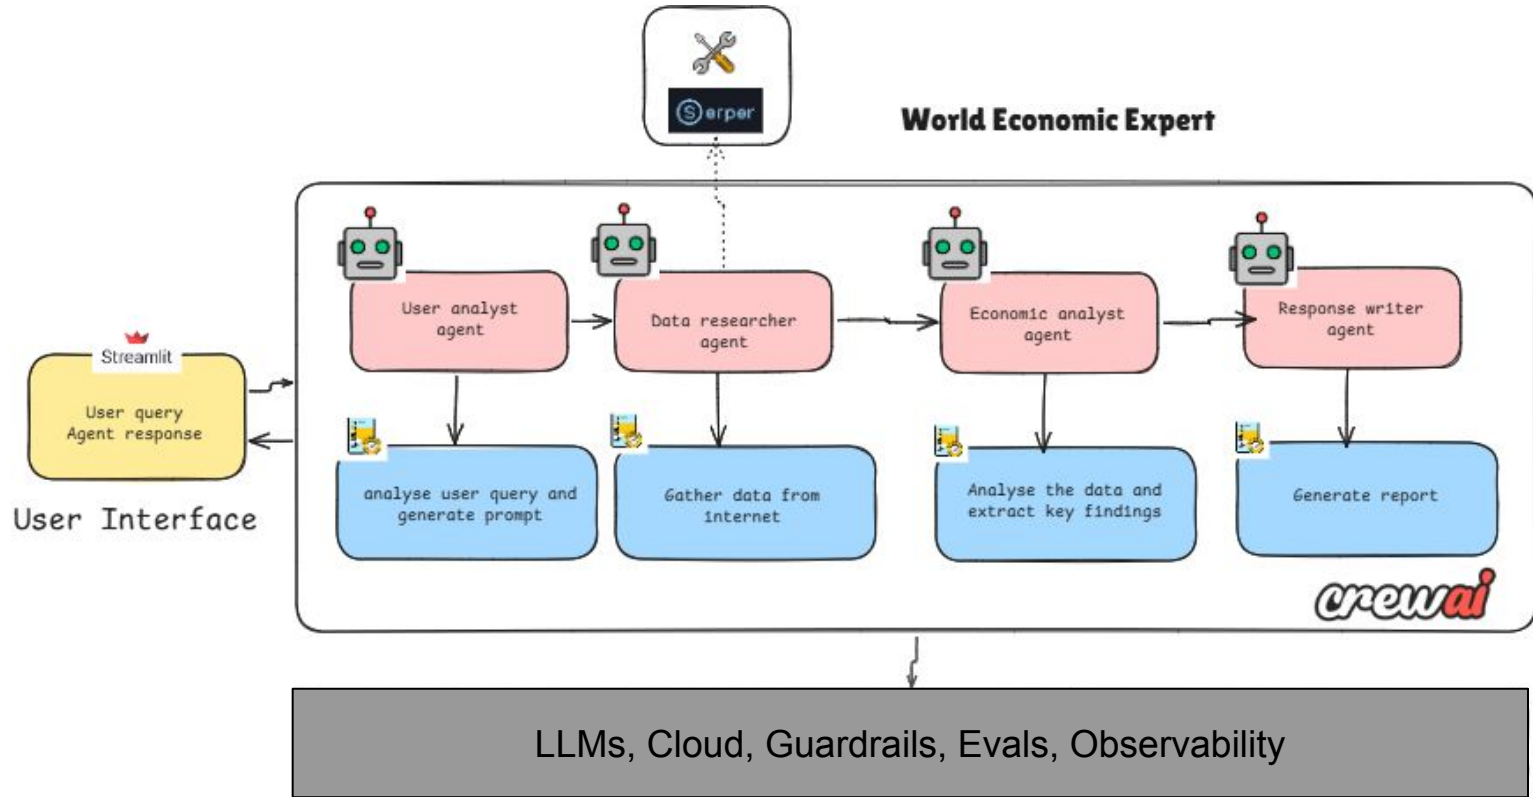 Serper
World Economic Expert
User analyst
agent
Data researcher
agent
Economic analyst
agent
Response writer
agent
Streamlit
User query
Agent response
User Interface
analyse user query and
generate prompt
Gather data from
internet
Analyse the data and
extract key findings
Generate report
crewai
LLMs, Cloud, Guardrails, Evals, Observability